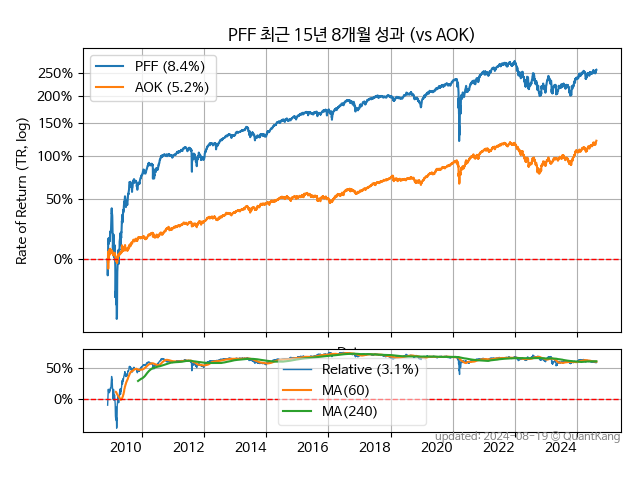 PFF 최근 15년 8개월 성과 (vs AOK)
Rate of Return (TR, log)
250%
200%
150%
100%
50%
0%
PFF (8.4%)
AOK (5.2%)
50%
0%
Relative (3.1%)
MA(60)
MA(240)
2010 2012 2014 2016 2018 2020 2022 2024
updated: 2024-08-19 © QuantKang